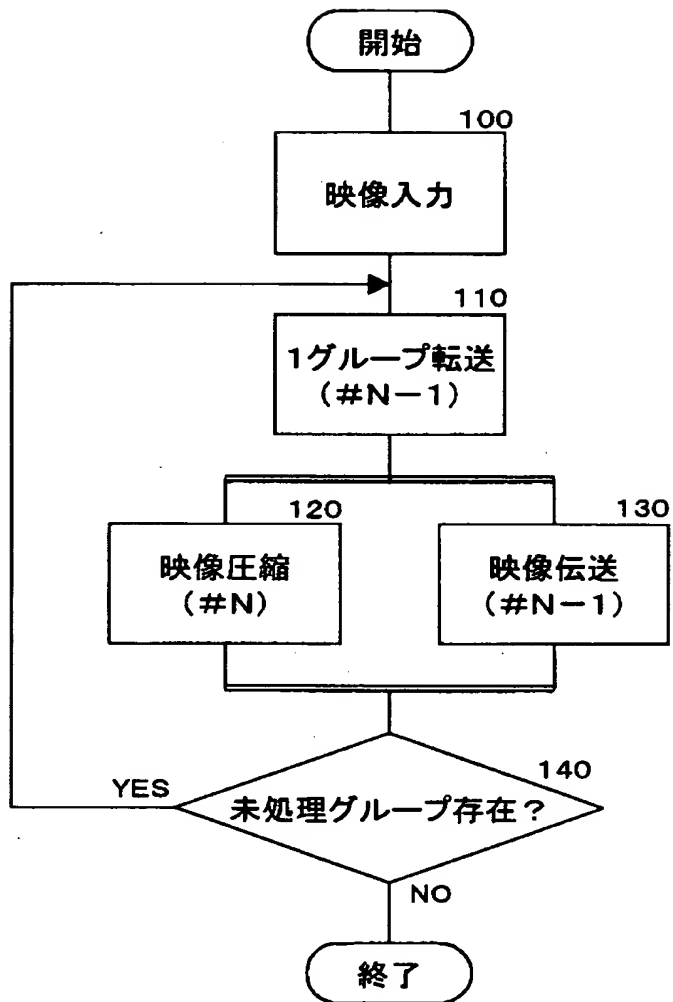 開始
100
映像入力
110
1グループ転送
(#N-1)
120
映像圧縮
(#N)
130
映像伝送
(#N-1)
140
YES
未処理グループ存在?
NO
終了